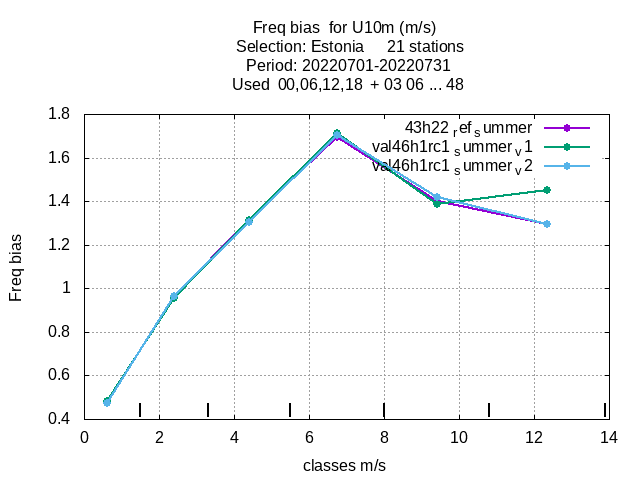 Freq bias  for U10m (m/s)
Selection: Estonia     21 stations
Period: 20220701-20220731
Used  00,06,12,18  + 03 06 ... 48
1.8
1.6
1.4
1.2
1
0.8
0.6
0.4
0 2 4 6 8 10 12 14
43h22 ref summer
val46h1rc1 summer v1
val46h1rc1 summer v2
Freq bias
classes m/s